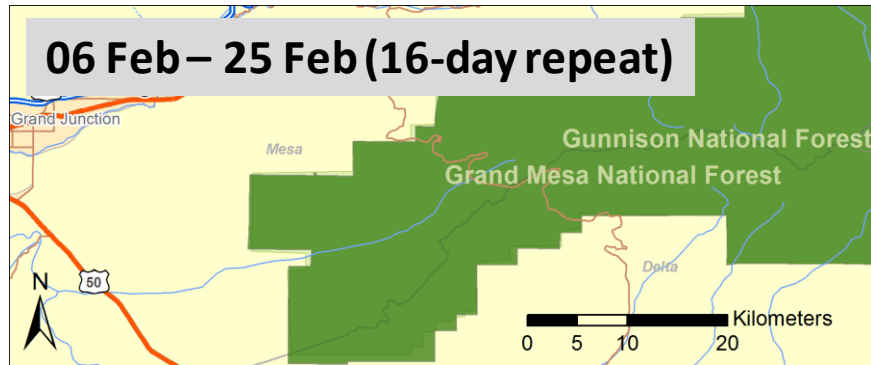 06 Feb – 25 Feb (16-day repeat)
Grand Junction
Mesa
Gunnison National Forest
Grand Mesa National Forest
Delta
50
N
Kilometers
0 5 10 20